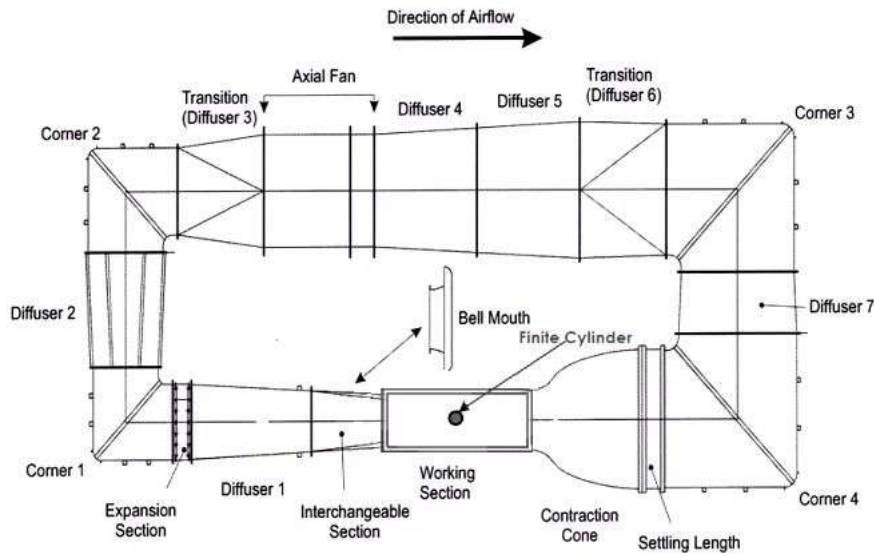 Direction of Airflow
Axial Fan
Transition
(Diffuser 3)
Diffuser 4
Diffuser 5
Transition
(Diffuser 6)
Corner 2
Corner 3
Diffuser 2
Bell Mouth
Finite Cylinder
Diffuser 7
Corner 1
Expansion
Section
Diffuser 1
Interchangeable
Section
Working
Section
Contraction
Cone
Settling Length
Corner 4